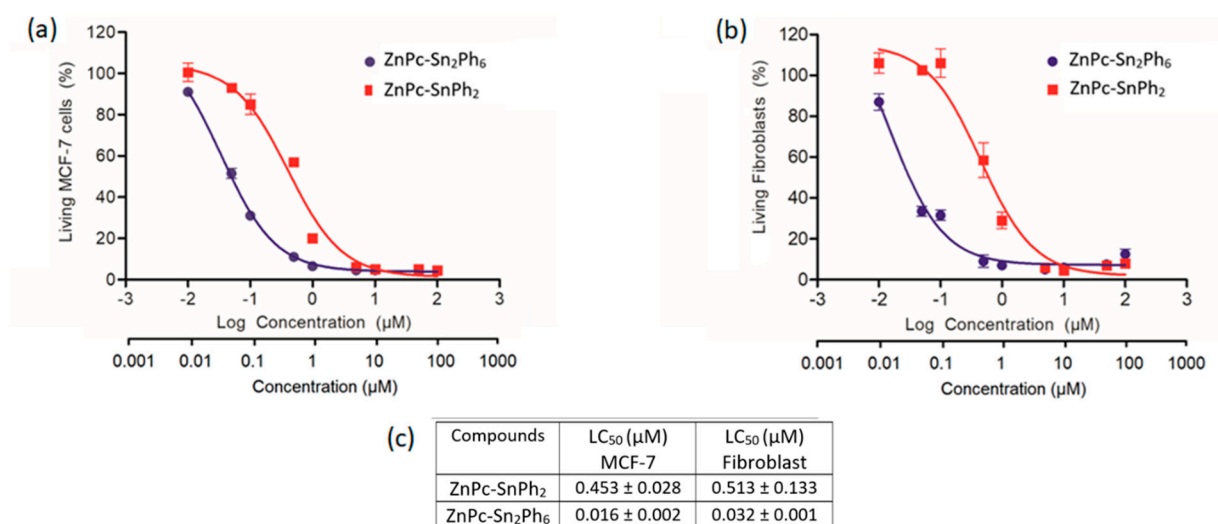 (a)
120
100
80
60
40
20
0
Living MCF-7 cells (%)
ZnPc-Sn₂Ph₆
ZnPc-SnPh₂
-3 -2 -1 0 1 2 3
Log Concentration (µM)
0.001 0.01 0.1 1 10 100 1000
Concentration (µM)
(b)
120
100
80
60
40
20
0
Living Fibroblasts (%)
ZnPc-Sn₂Ph₆
ZnPc-SnPh₂
-3 -2 -1 0 1 2 3
Log Concentration (µM)
0.001 0.01 0.1 1 10 100 1000
Concentration (µM)
(c)
Compounds LC₅₀ (µM) LC₅₀ (µM)
MCF-7 Fibroblast
ZnPc-SnPh₂ 0.453 ± 0.028 0.513 ± 0.133
ZnPc-Sn₂Ph₆ 0.016 ± 0.002 0.032 ± 0.001